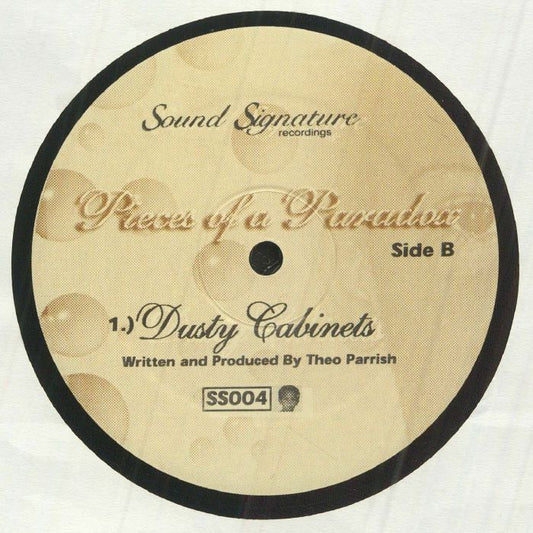 Sound Signature
recordings
Pieces of a Paradox
Side B
1.) Dusty Cabinets
Written and Produced By Theo Parrish
SS004